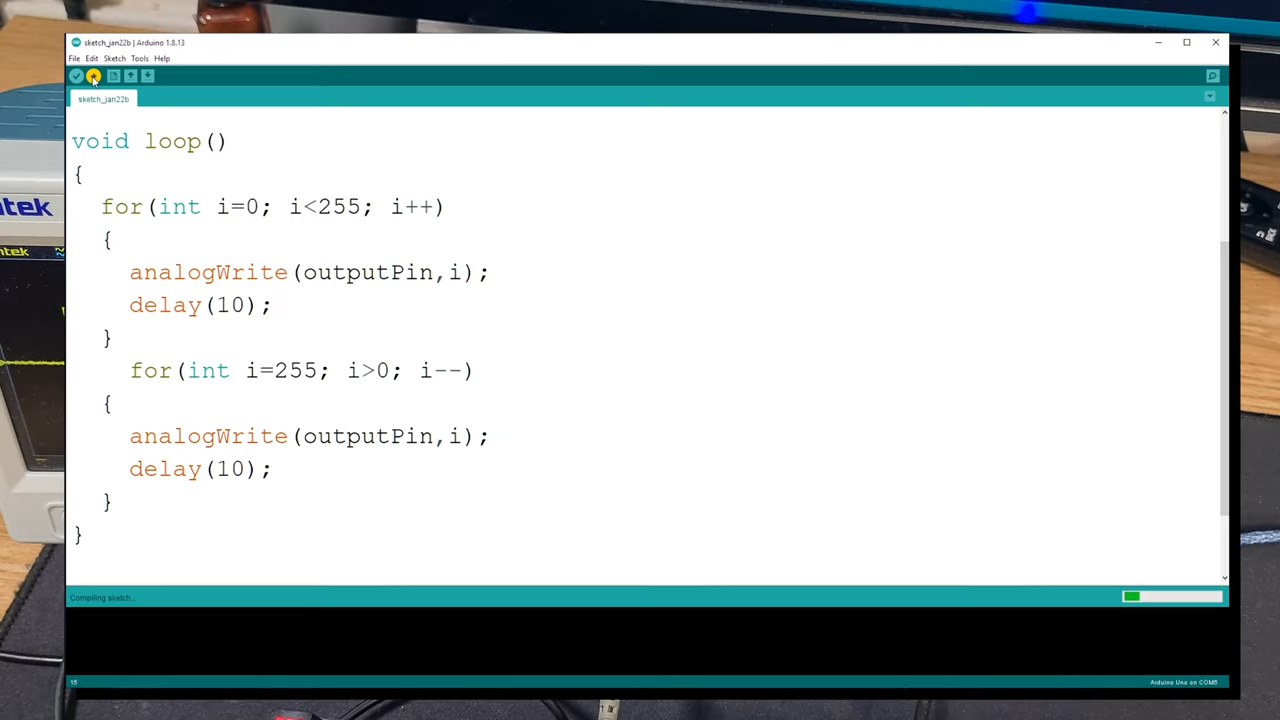 sketch_jan22b | Arduino 1.8.13
File Edit Sketch Tools Help
sketch_jan22b
void loop()
{
for(int i=0; i<255; i++)
{
analogWrite(outputPin,i);
delay(10);
}
for(int i=255; i>0; i--)
{
analogWrite(outputPin,i);
delay(10);
}
}
Compiling sketch...
15
Arduino Uno on COM5
ntek
ntek